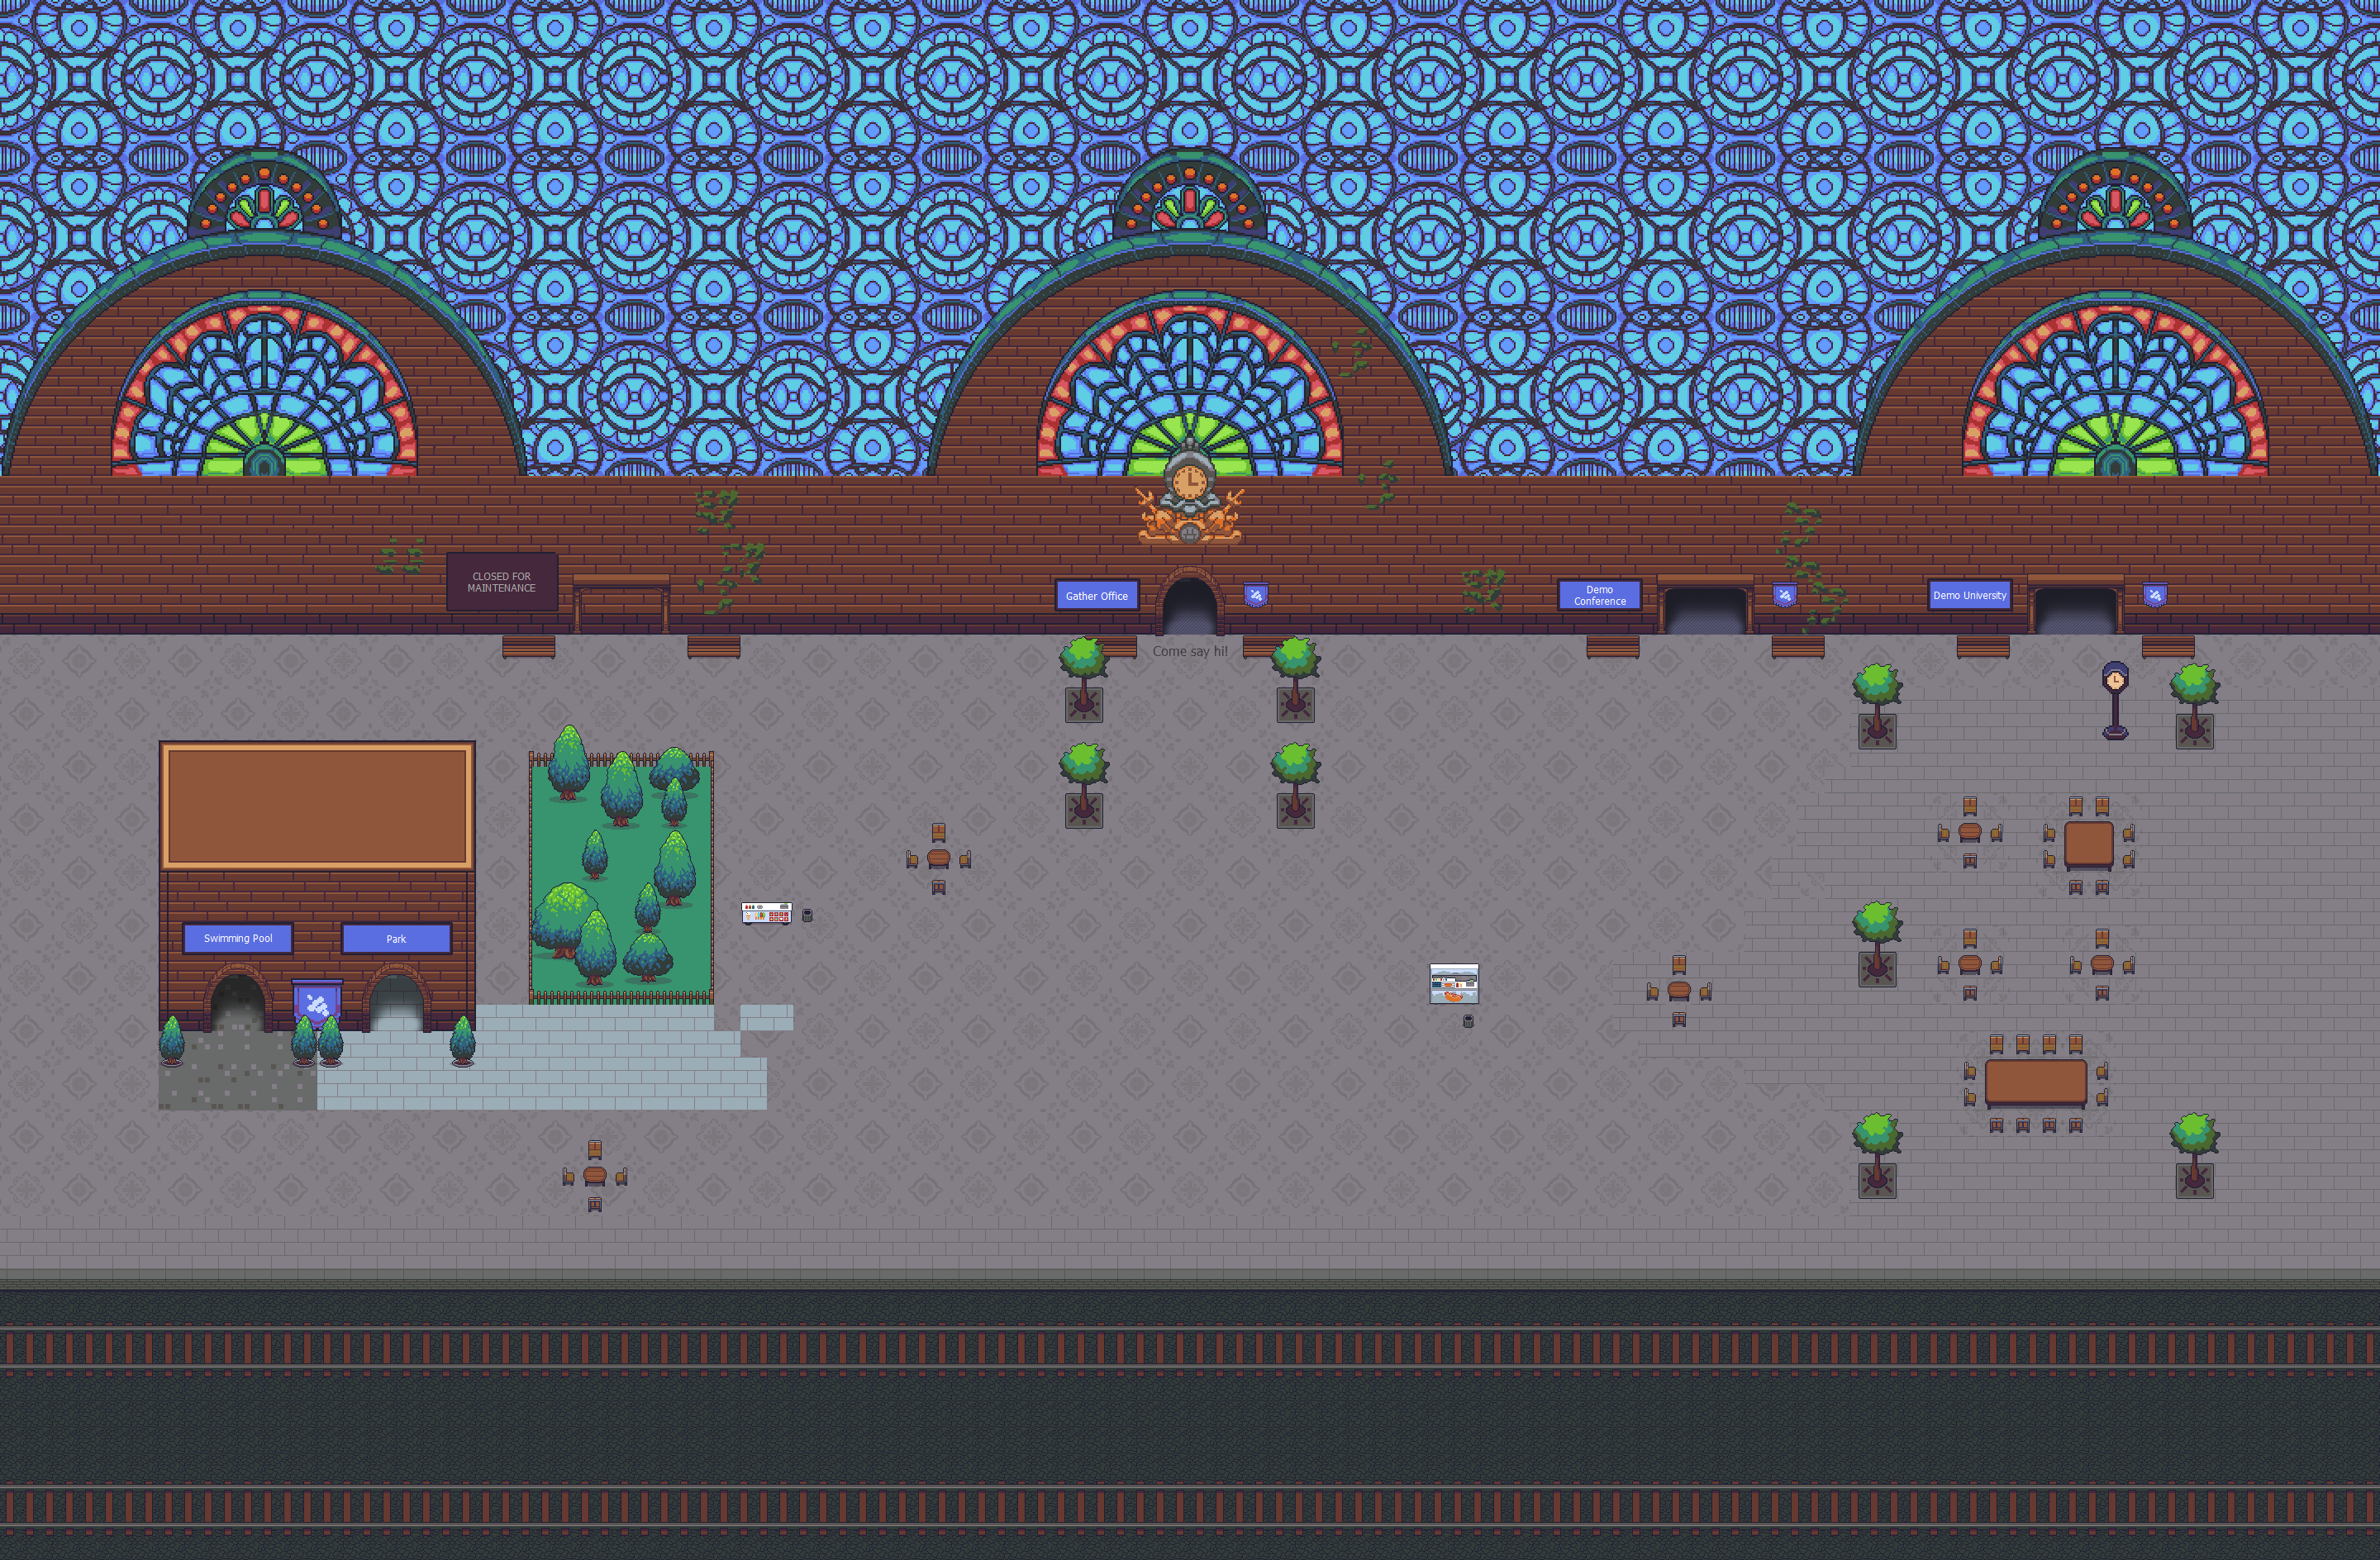 CLOSED FOR
MAINTENANCE
Gather Office
Demo
Conference
Demo University
Come say hi!
Swimming Pool
Park